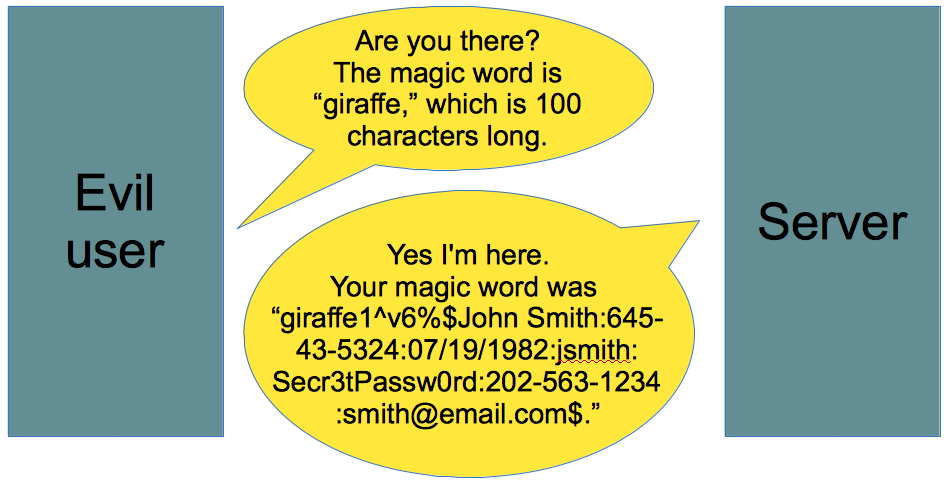 Evil
user
Are you there?
The magic word is
“giraffe,” which is 100
characters long.
Yes I'm here.
Your magic word was
“giraffe1^v6%$John Smith:645-
43-5324:07/19/1982:jsmith:
Secr3tPassw0rd:202-563-1234
:smith@email.com$.”
Server